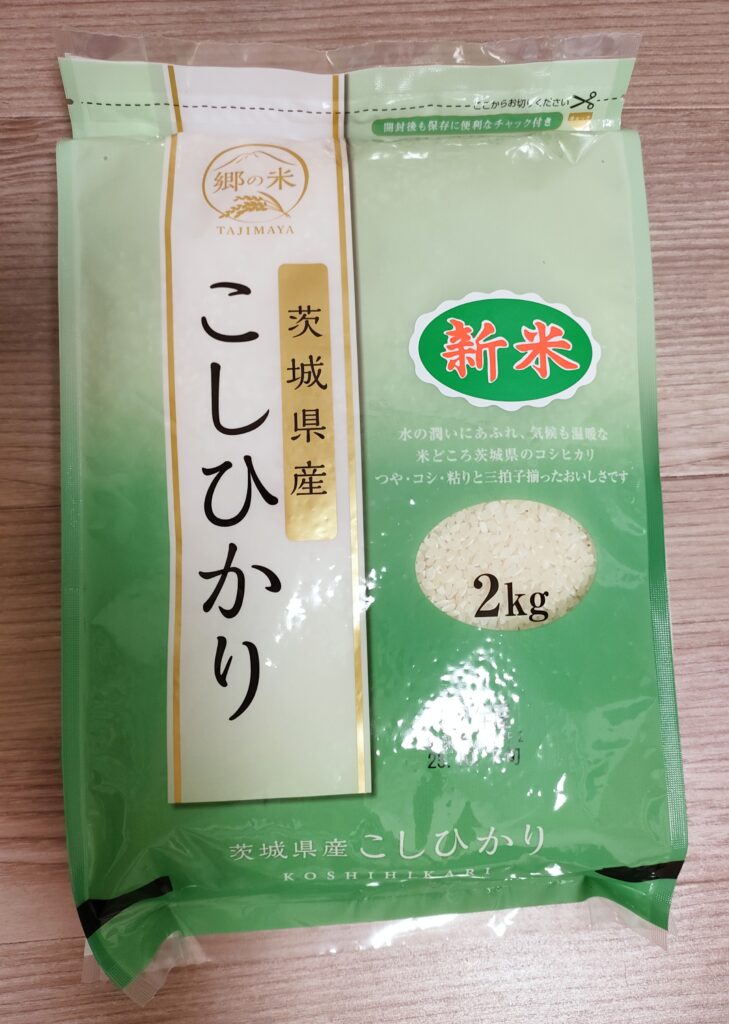 ここからお切りください
開封後も保存に便利なチャック付き
郷の米
TAJIMAYA
茨城県産
こしひかり
新米
水の潤いにあふれ、気候も温暖な
米どころ茨城県のコシヒカリ
つや・コシ・粘りと三拍子揃ったおいしさです
2kg
茨城県産 こしひかり
KOSHIHIKARI